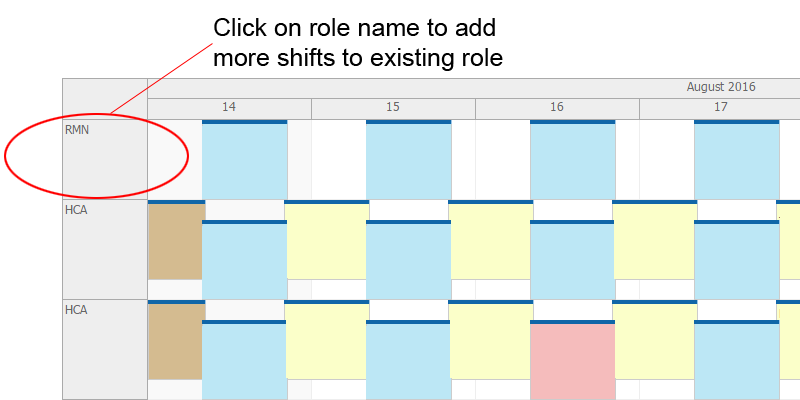 Click on role name to add
more shifts to existing role
August 2016
14 15 16 17
RMN
HCA
HCA